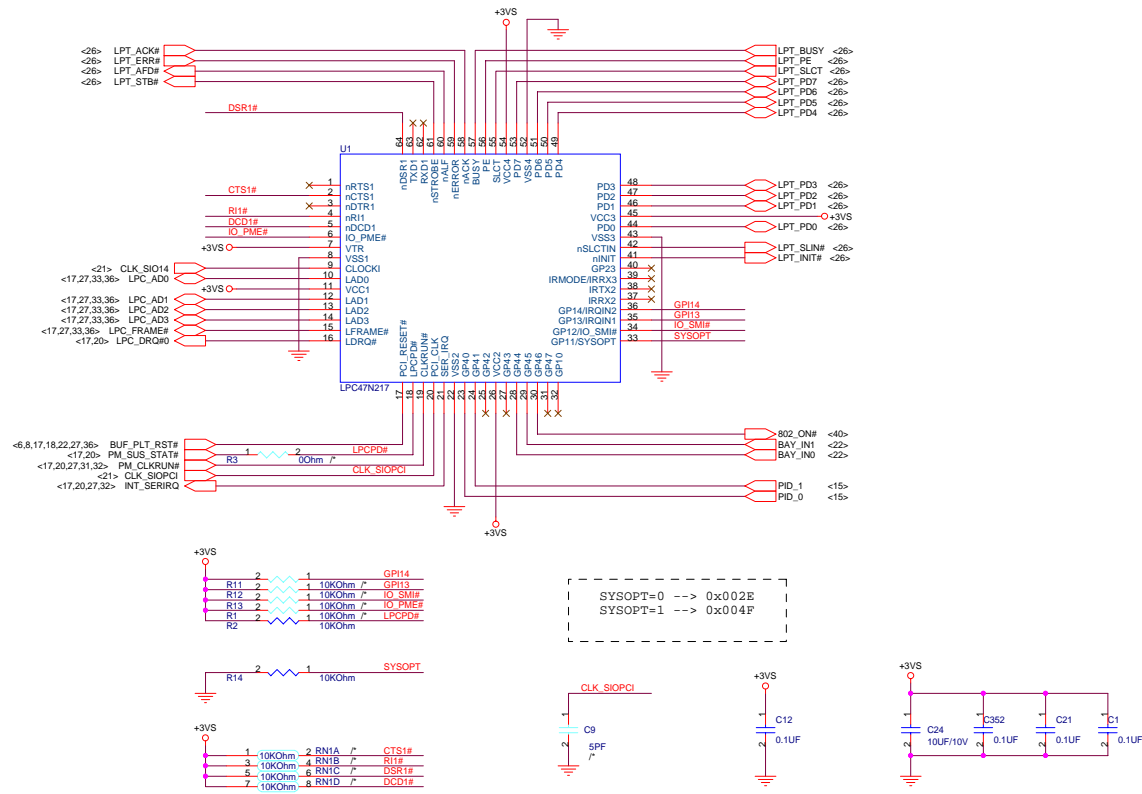 +3VS
<26> LPT_ACK#
<26> LPT_ERR#
<26> LPT_AFD#
<26> LPT_STB#
LPT_BUSY <26>
LPT_PE <26>
LPT_SLCT <26>
LPT_PD7 <26>
LPT_PD6 <26>
LPT_PD5 <26>
LPT_PD4 <26>
DSR1#
64 63 62 61 60 59 58 57 56 55 54 53 52 51 50 49
U1
nDSR1 TXD1 RXD1 nSTROBE nALF nERROR nACK BUSY PE SLCT VCC4 PD7 VSS4 PD6 PD5 PD4
1 nRTS1
CTS1# 2 nCTS1
3 nDTR1
RI1# 4 nRI1
DCD1# 5 nDCD1
IO_PME# 6 IO_PME#
+3VS 7 VTR
8 VSS1
<21> CLK_SIO14 9 CLOCKI
<17,27,33,36> LPC_AD0 10 LAD0
+3VS 11 VCC1
<17,27,33,36> LPC_AD1 12 LAD1
<17,27,33,36> LPC_AD2 13 LAD2
<17,27,33,36> LPC_AD3 14 LAD3
<17,27,33,36> LPC_FRAME# 15 LFRAME#
<17,20> LPC_DRQ#0 16 LDRQ#
PD3 48 LPT_PD3 <26>
PD2 47 LPT_PD2 <26>
PD1 46 LPT_PD1 <26>
VCC3 45 +3VS
PD0 44 LPT_PD0 <26>
VSS3 43
nSLCTIN 42 LPT_SLIN# <26>
nINIT 41 LPT_INIT# <26>
GP23 40
IRMODE/IRRX3 39
IRTX2 38
IRRX2 37
GP14/IRQIN2 36 GPI14
GP13/IRQIN1 35 GPI13
GP12/IO_SMI# 34 IO_SMI#
GP11/SYSOPT 33 SYSOPT
PCI_RESET# LPCPD# CLKRUN# PCI_CLK SER_IRQ VSS2 GP40 GP41 GP42 VCC2 GP43 GP44 GP45 GP46 GP47 GP10
LPC47N217
17 18 19 20 21 22 23 24 25 26 27 28 29 30 31 32
<6,8,17,18,22,27,36> BUF_PLT_RST#
<17,20> PM_SUS_STAT# 1 2 LPCPD#
R3 0Ohm /*
<17,20,27,31,32> PM_CLKRUN#
<21> CLK_SIOPCI CLK_SIOPCI
<17,20,27,32> INT_SERIRQ
802_ON# <40>
BAY_IN1 <22>
BAY_IN0 <22>
PID_1 <15>
PID_0 <15>
+3VS
+3VS
2 1 GPI14
R11 2 1 10KOhm /* GPI13
R12 2 1 10KOhm /* IO_SMI#
R13 2 1 10KOhm /* IO_PME#
R1 2 1 10KOhm /* LPCPD#
R2 10KOhm
SYSOPT=0 --> 0x002E
SYSOPT=1 --> 0x004F
2 1 SYSOPT
R14 10KOhm
+3VS
1 10KOhm 2 RN1A /* CTS1#
3 10KOhm 4 RN1B /* RI1#
5 10KOhm 6 RN1C /* DSR1#
7 10KOhm 8 RN1D /* DCD1#
CLK_SIOPCI
1
C9
2 5PF
/*
+3VS
1
C12
2 0.1UF
+3VS
1 1 1 1
C24 C352 C21 C1
2 10UF/10V 2 0.1UF 2 0.1UF 2 0.1UF